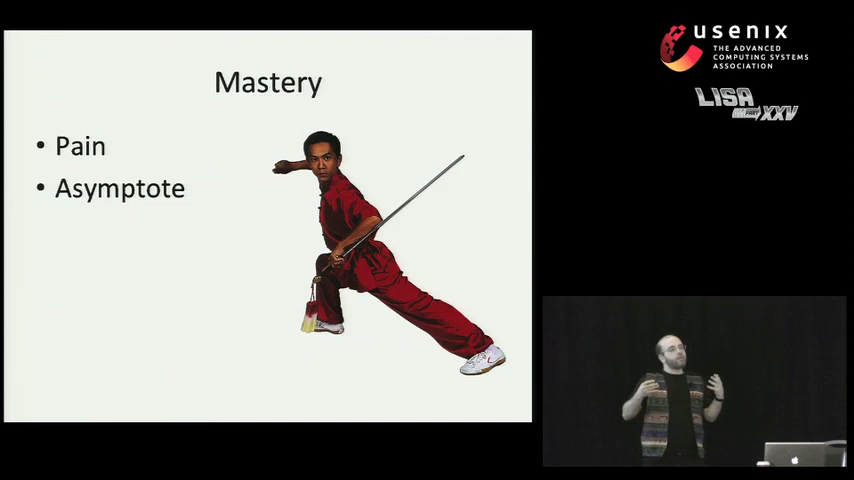 Mastery
• Pain
• Asymptote
usenix
THE ADVANCED
COMPUTING SYSTEMS
ASSOCIATION
LISA
XXV